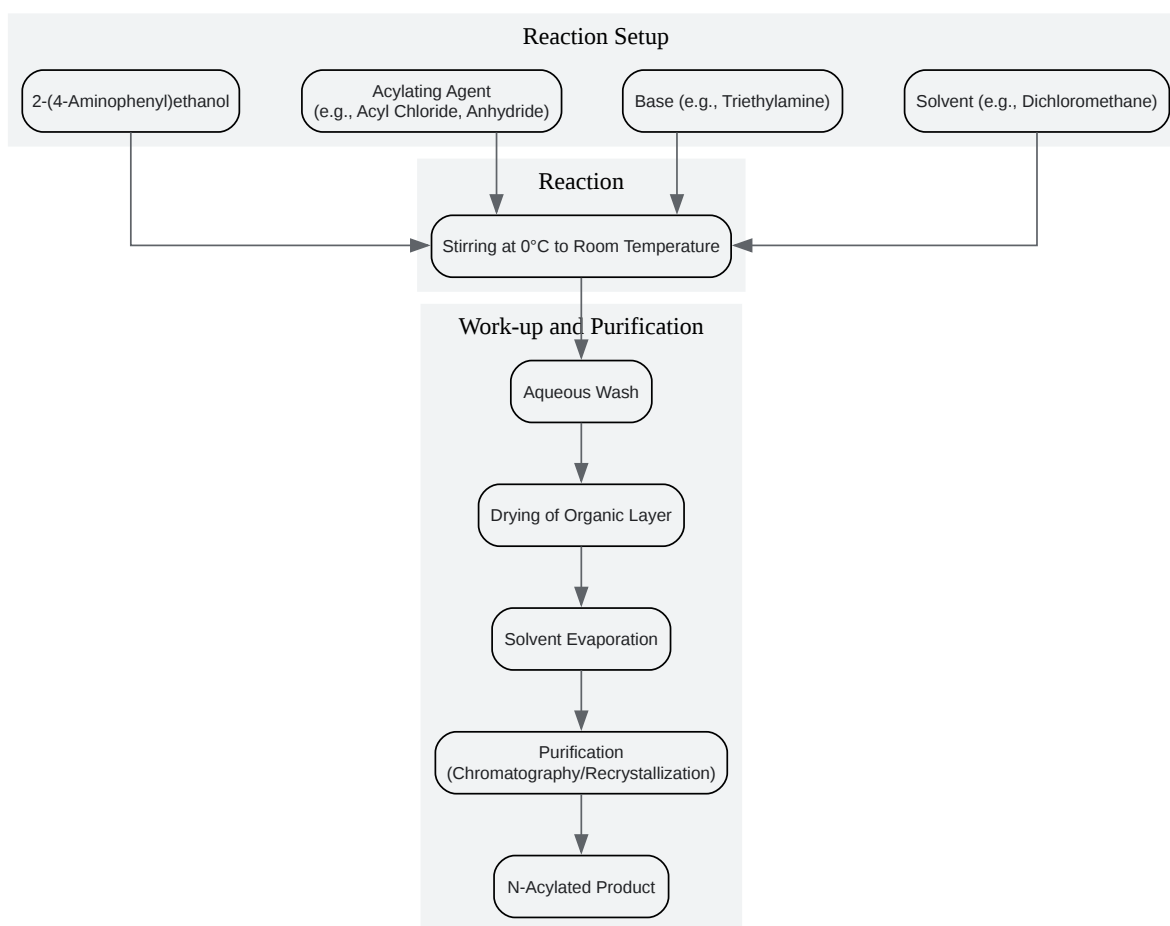 Reaction Setup
2-(4-Aminophenyl)ethanol
Acylating Agent
(e.g., Acyl Chloride, Anhydride)
Base (e.g., Triethylamine)
Solvent (e.g., Dichloromethane)
Reaction
Stirring at 0°C to Room Temperature
Work-up and Purification
Aqueous Wash
Drying of Organic Layer
Solvent Evaporation
Purification
(Chromatography/Recrystallization)
N-Acylated Product